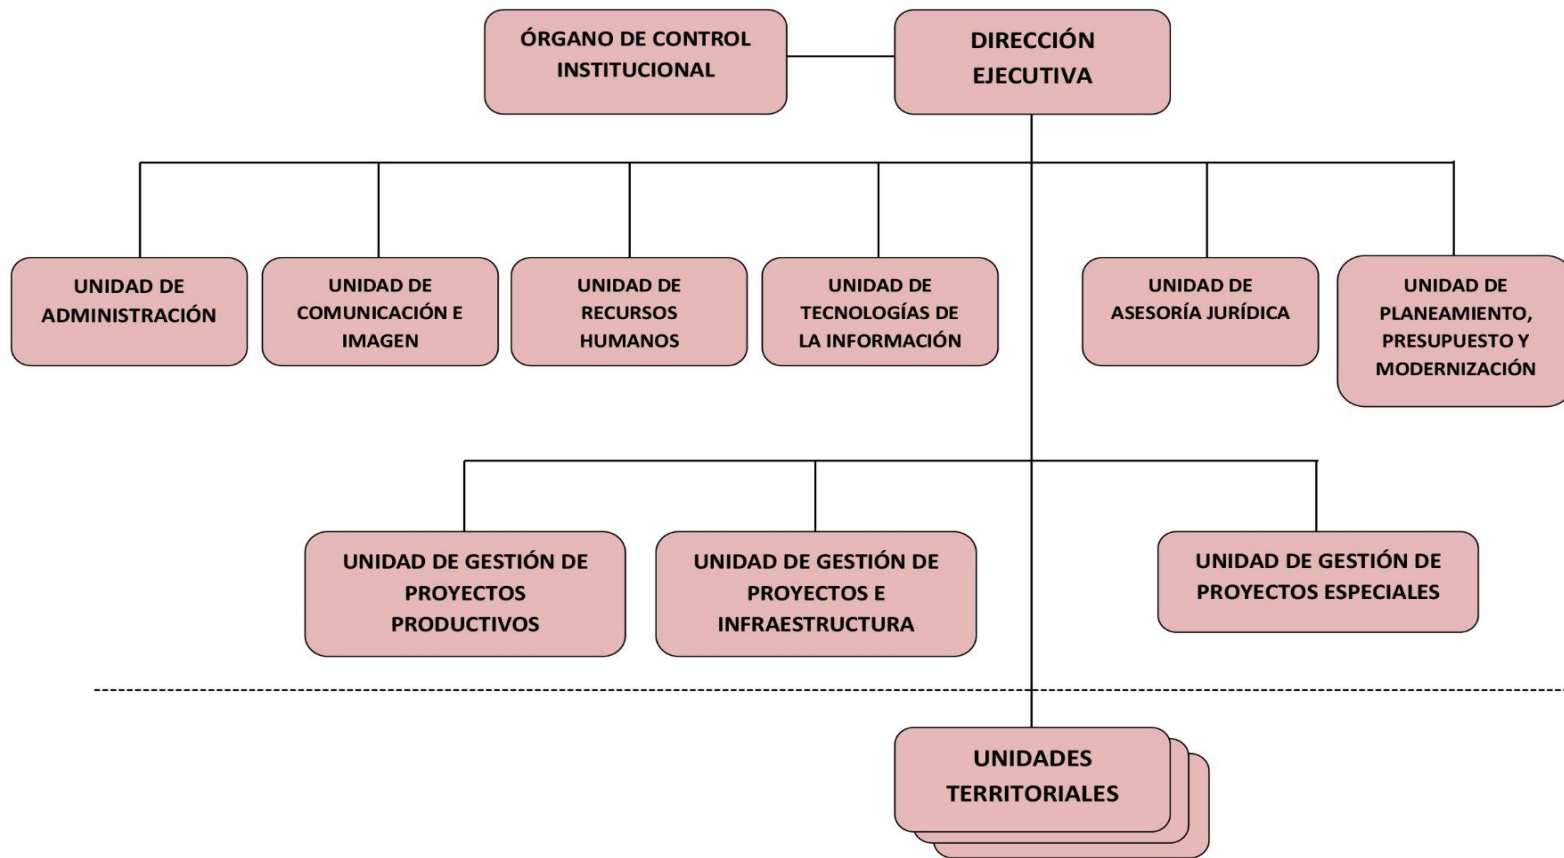 ÓRGANO DE CONTROL
INSTITUCIONAL
DIRECCIÓN
EJECUTIVA
UNIDAD DE
ADMINISTRACIÓN
UNIDAD DE
COMUNICACIÓN E
IMAGEN
UNIDAD DE
RECURSOS
HUMANOS
UNIDAD DE
TECNOLOGÍAS DE
LA INFORMACIÓN
UNIDAD DE
ASESORÍA JURÍDICA
UNIDAD DE
PLANEAMIENTO,
PRESUPUESTO Y
MODERNIZACIÓN
UNIDAD DE GESTIÓN DE
PROYECTOS
PRODUCTIVOS
UNIDAD DE GESTIÓN DE
PROYECTOS E
INFRAESTRUCTURA
UNIDAD DE GESTIÓN DE
PROYECTOS ESPECIALES
UNIDADES
TERRITORIALES